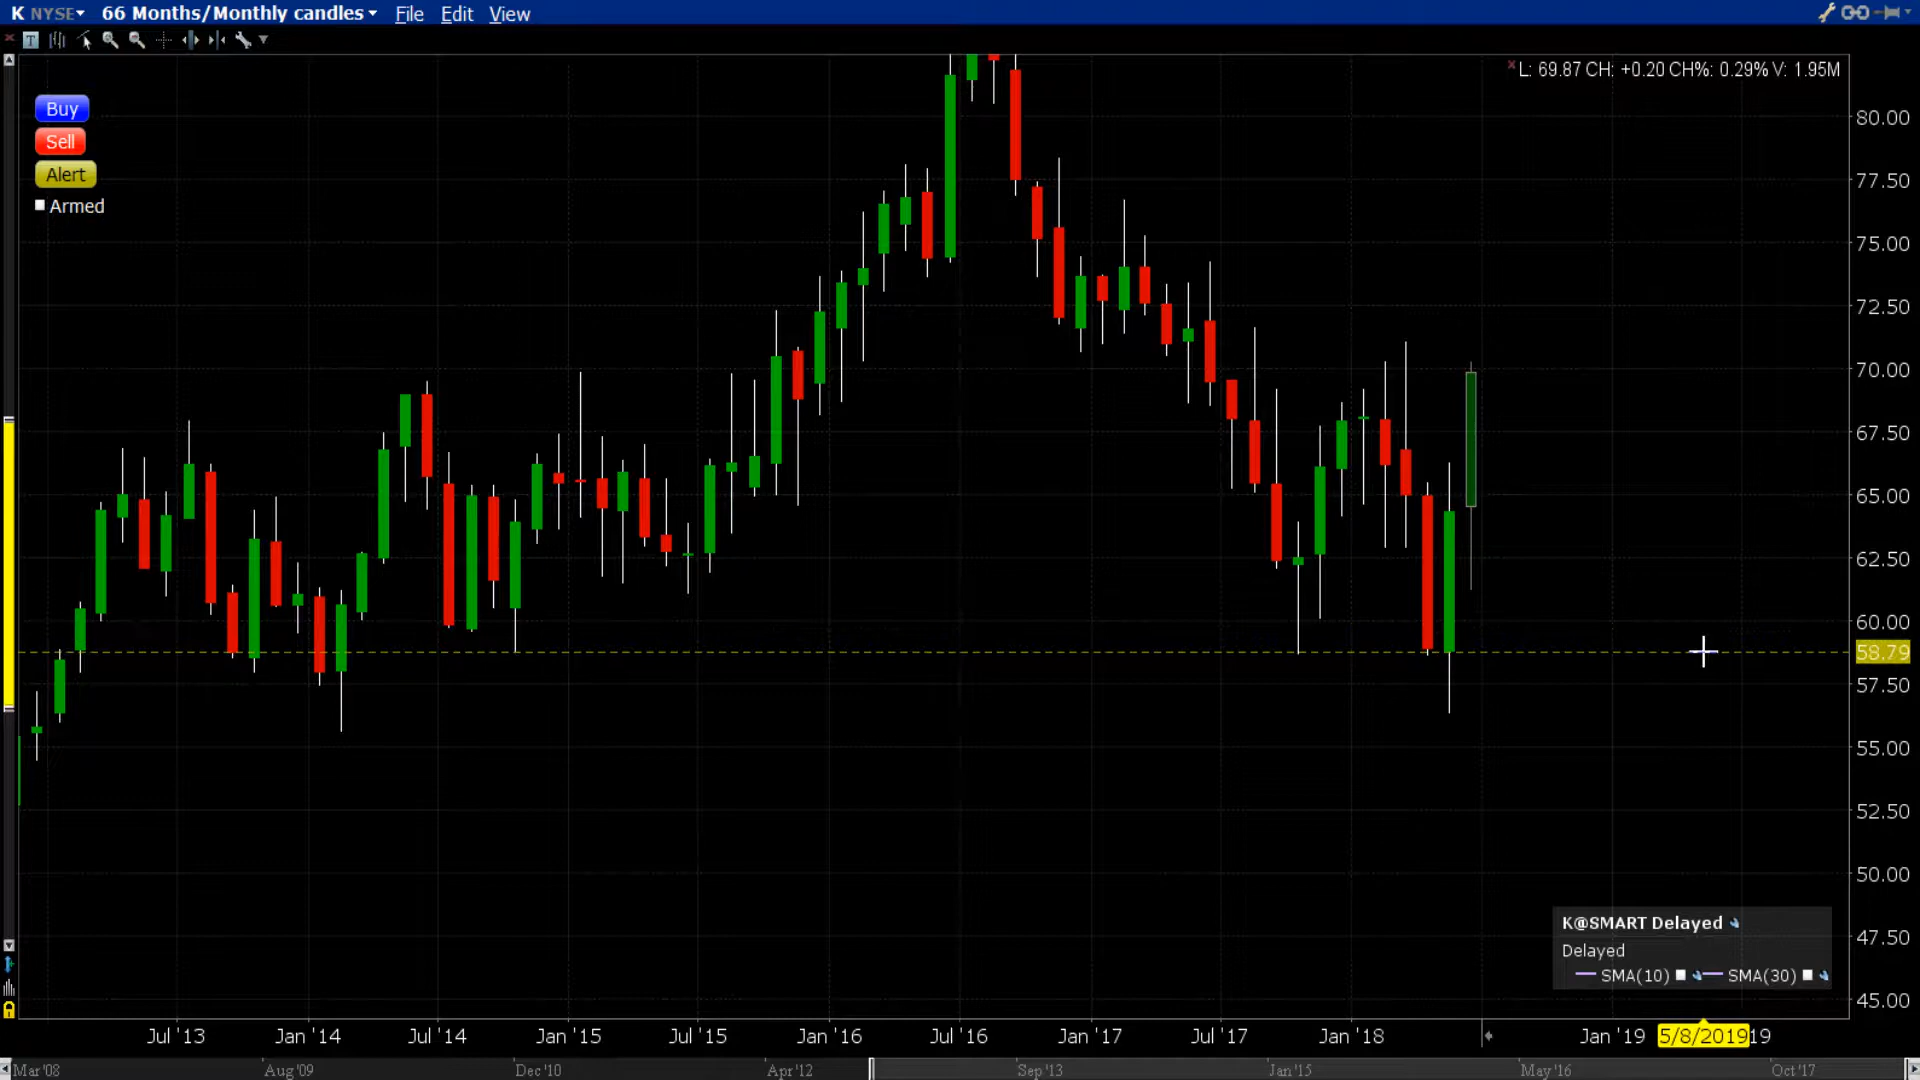 K NYSE 66 Months/Monthly candles File Edit View
T
L: 69.87 CH: +0.20 CH%: 0.29% V: 1.95M
Buy
Sell
Alert
Armed
80.00
77.50
75.00
72.50
70.00
67.50
65.00
62.50
60.00
58.79
57.50
55.00
52.50
50.00
47.50
45.00
K@SMART Delayed
Delayed
SMA(10) SMA(30)
Jul '13 Jan '14 Jul '14 Jan '15 Jul '15 Jan '16 Jul '16 Jan '17 Jul '17 Jan '18 Jan '19 5/8/2019 19
Mar'08 Aug'09 Dec'10 Apr'12 Sep'13 Jan'15 May'16 Oct'17